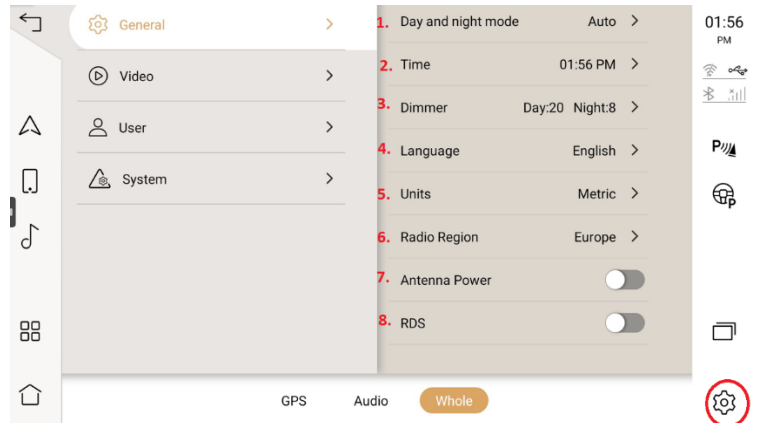 General
Video
User
System
1. Day and night mode Auto
2. Time 01:56 PM
3. Dimmer Day:20 Night:8
4. Language English
5. Units Metric
6. Radio Region Europe
7. Antenna Power
8. RDS
01:56
PM
P
P
GPS Audio Whole